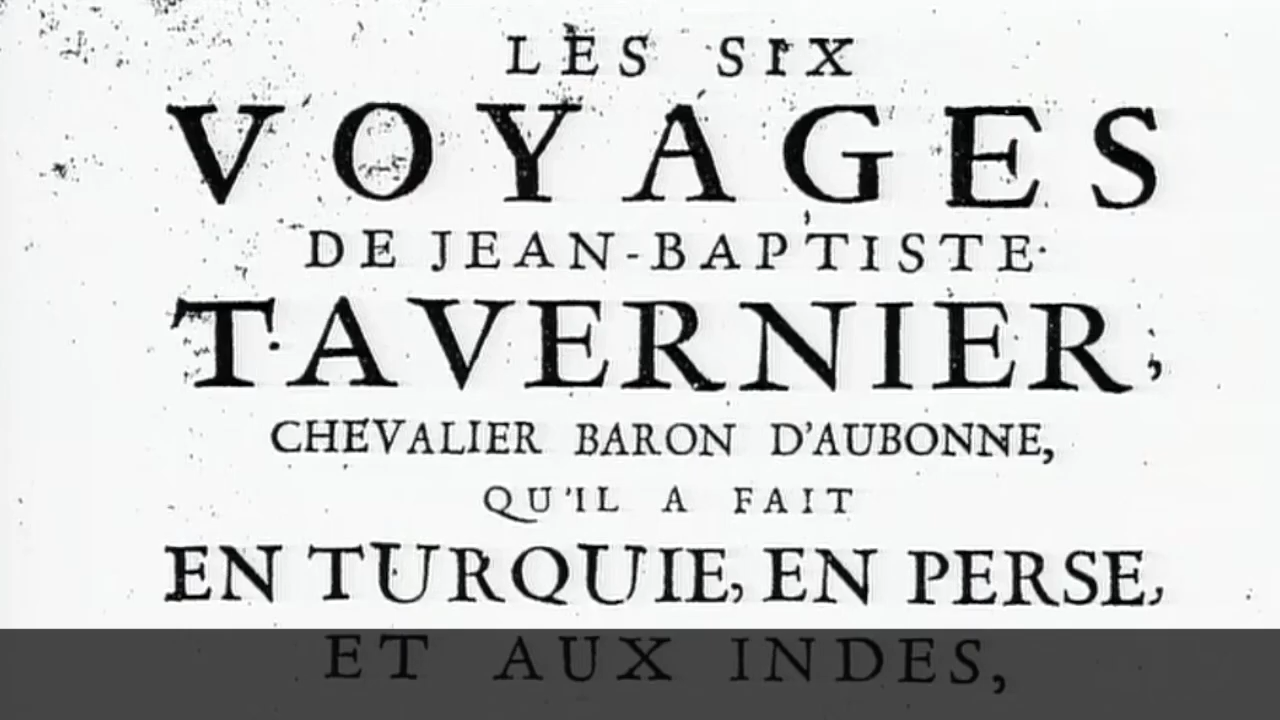 LES SIX
VOYAGES
DE JEAN-BAPTISTE
TAVERNIER,
CHEVALIER BARON D'AUBONNE,
QU'IL A FAIT
EN TURQUIE, EN PERSE,
ET AUX INDES,